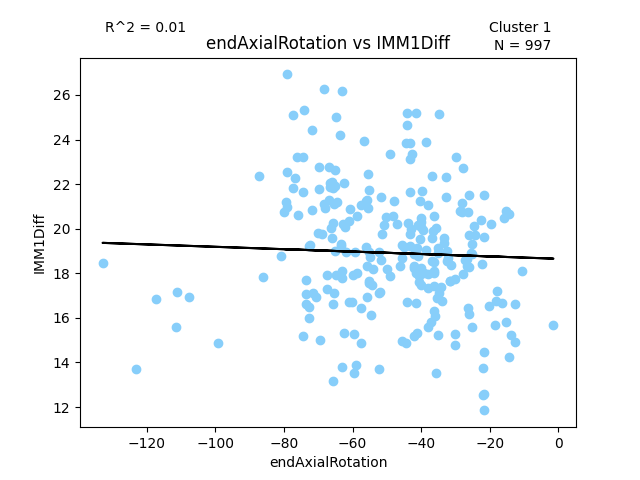 R^2 = 0.01
Cluster 1
endAxialRotation vs IMM1Diff
N = 997
IMM1Diff
26
24
22
20
18
16
14
12
−120
−100
−80
−60
−40
−20
0
endAxialRotation